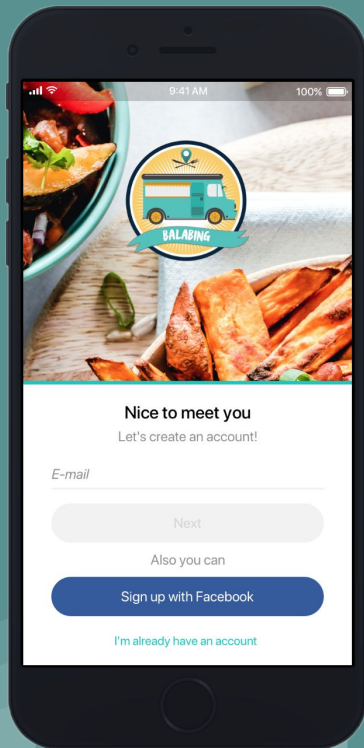 9:41 AM
100%
BALABING
Nice to meet you
Let's create an account!
E-mail
Next
Also you can
Sign up with Facebook
I'm already have an account